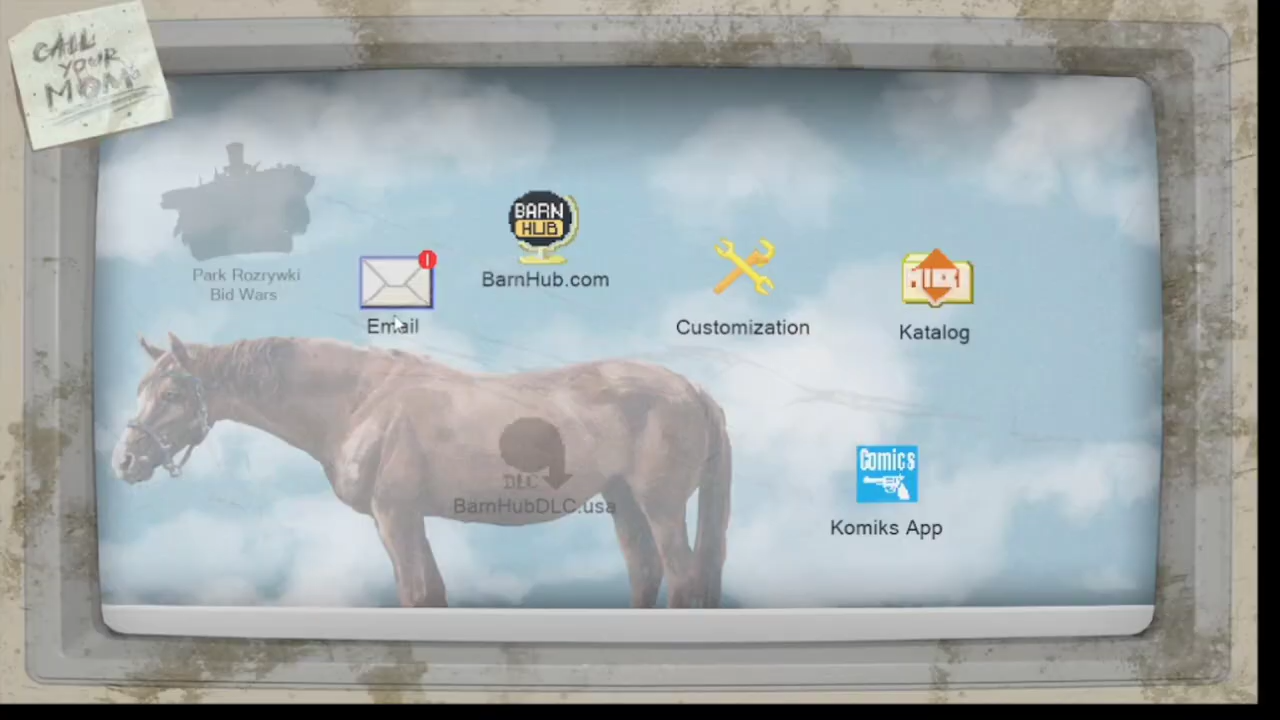 CALL
YOUR
MOM
Park Rozrywki
Bid Wars
BARN
HUB
BarnHub.com
Email
Customization
Katalog
DLC
BarnHubDLC.usa
Comics
Komiks App